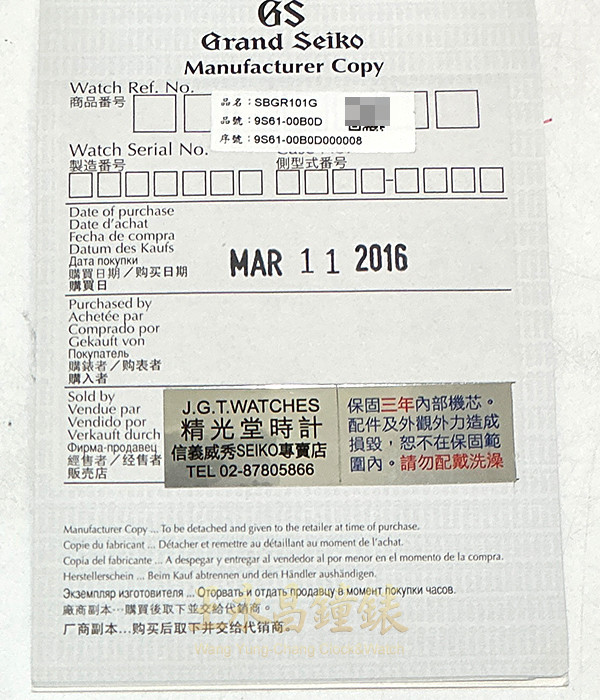 GS
Grand Seiko
Manufacturer Copy
Watch Ref. No.
商品番号
品名：SBGR101G
品號：9S61-00B0D
序號：9S61-00B0D000008
Watch Serial No.
製造番号
側型式番号
Date of purchase
Date d'achat
Fecha de compra
Datum des Kaufs
Дата покупки
購買日期／购买日期
購買日
MAR 11 2016
Purchased by
Achetée par
Comprado por
Gekauft von
Покупатель
購錶者／购表者
購入者
Sold by
Vendue par
Vendido por
Verkauft durch
Фирма-продавец
經售者／经售者
販売店
J.G.T.WATCHES
精光堂時計
信義威秀SEIKO專賣店
TEL 02-87805866
保固三年內部機芯。
配件及外觀外力造成
損毀，恕不在保固範
圍內。請勿配戴洗澡
Manufacturer Copy ... To be detached and given to the retailer at time of purchase.
Copie du fabricant ... Détacher et remettre au détaillant au moment de l'achat.
Copia del fabricante ... A despegar y entregar al vendedor al por menor en el momento de la compra.
Herstellerschein ... Beim Kauf abtrennen und den Händler aushändigen.
Экземпляр изготовителя ... Оторвать и отдать продавцу в момент покупки часов.
廠商副本…購買後取下並交給代銷商。
厂商副本…购买后取下并交给代销商。